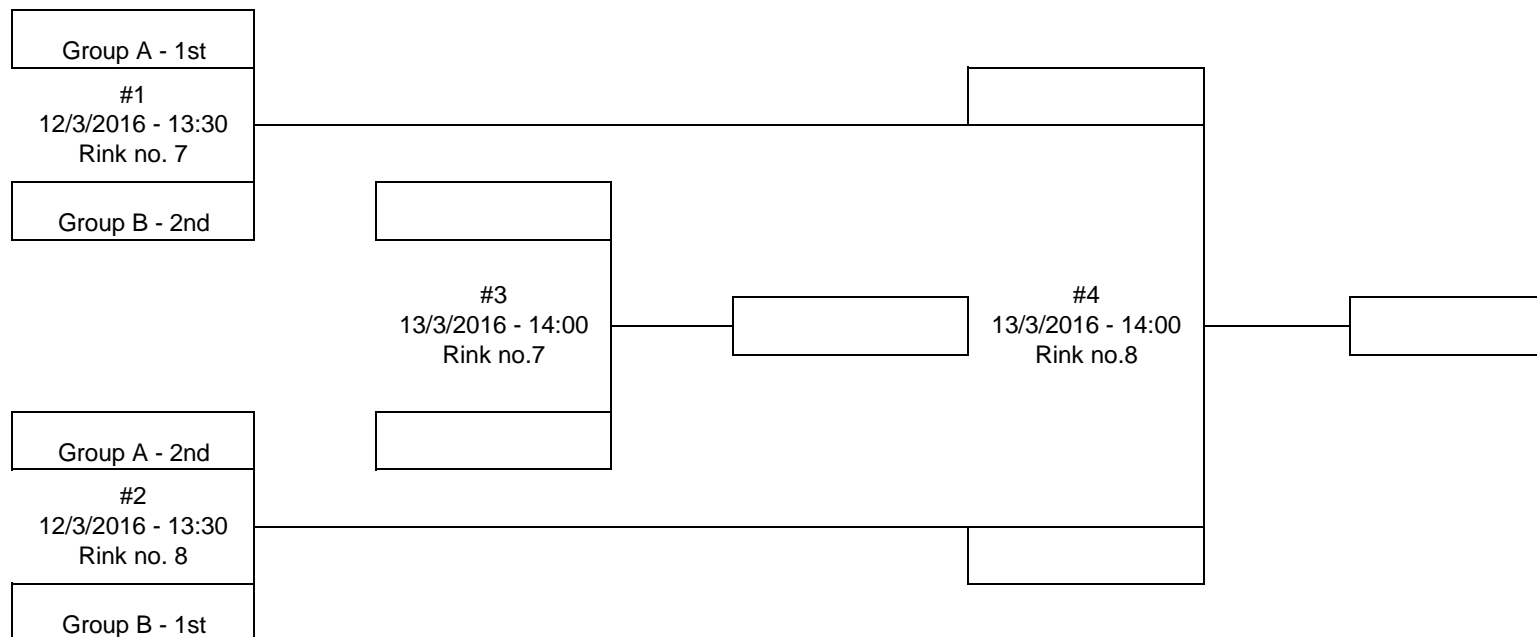 Group A - 1st
#1
12/3/2016 - 13:30
Rink no. 7
Group B - 2nd
#3
13/3/2016 - 14:00
Rink no.7
#4
13/3/2016 - 14:00
Rink no.8
Group A - 2nd
#2
12/3/2016 - 13:30
Rink no. 8
Group B - 1st